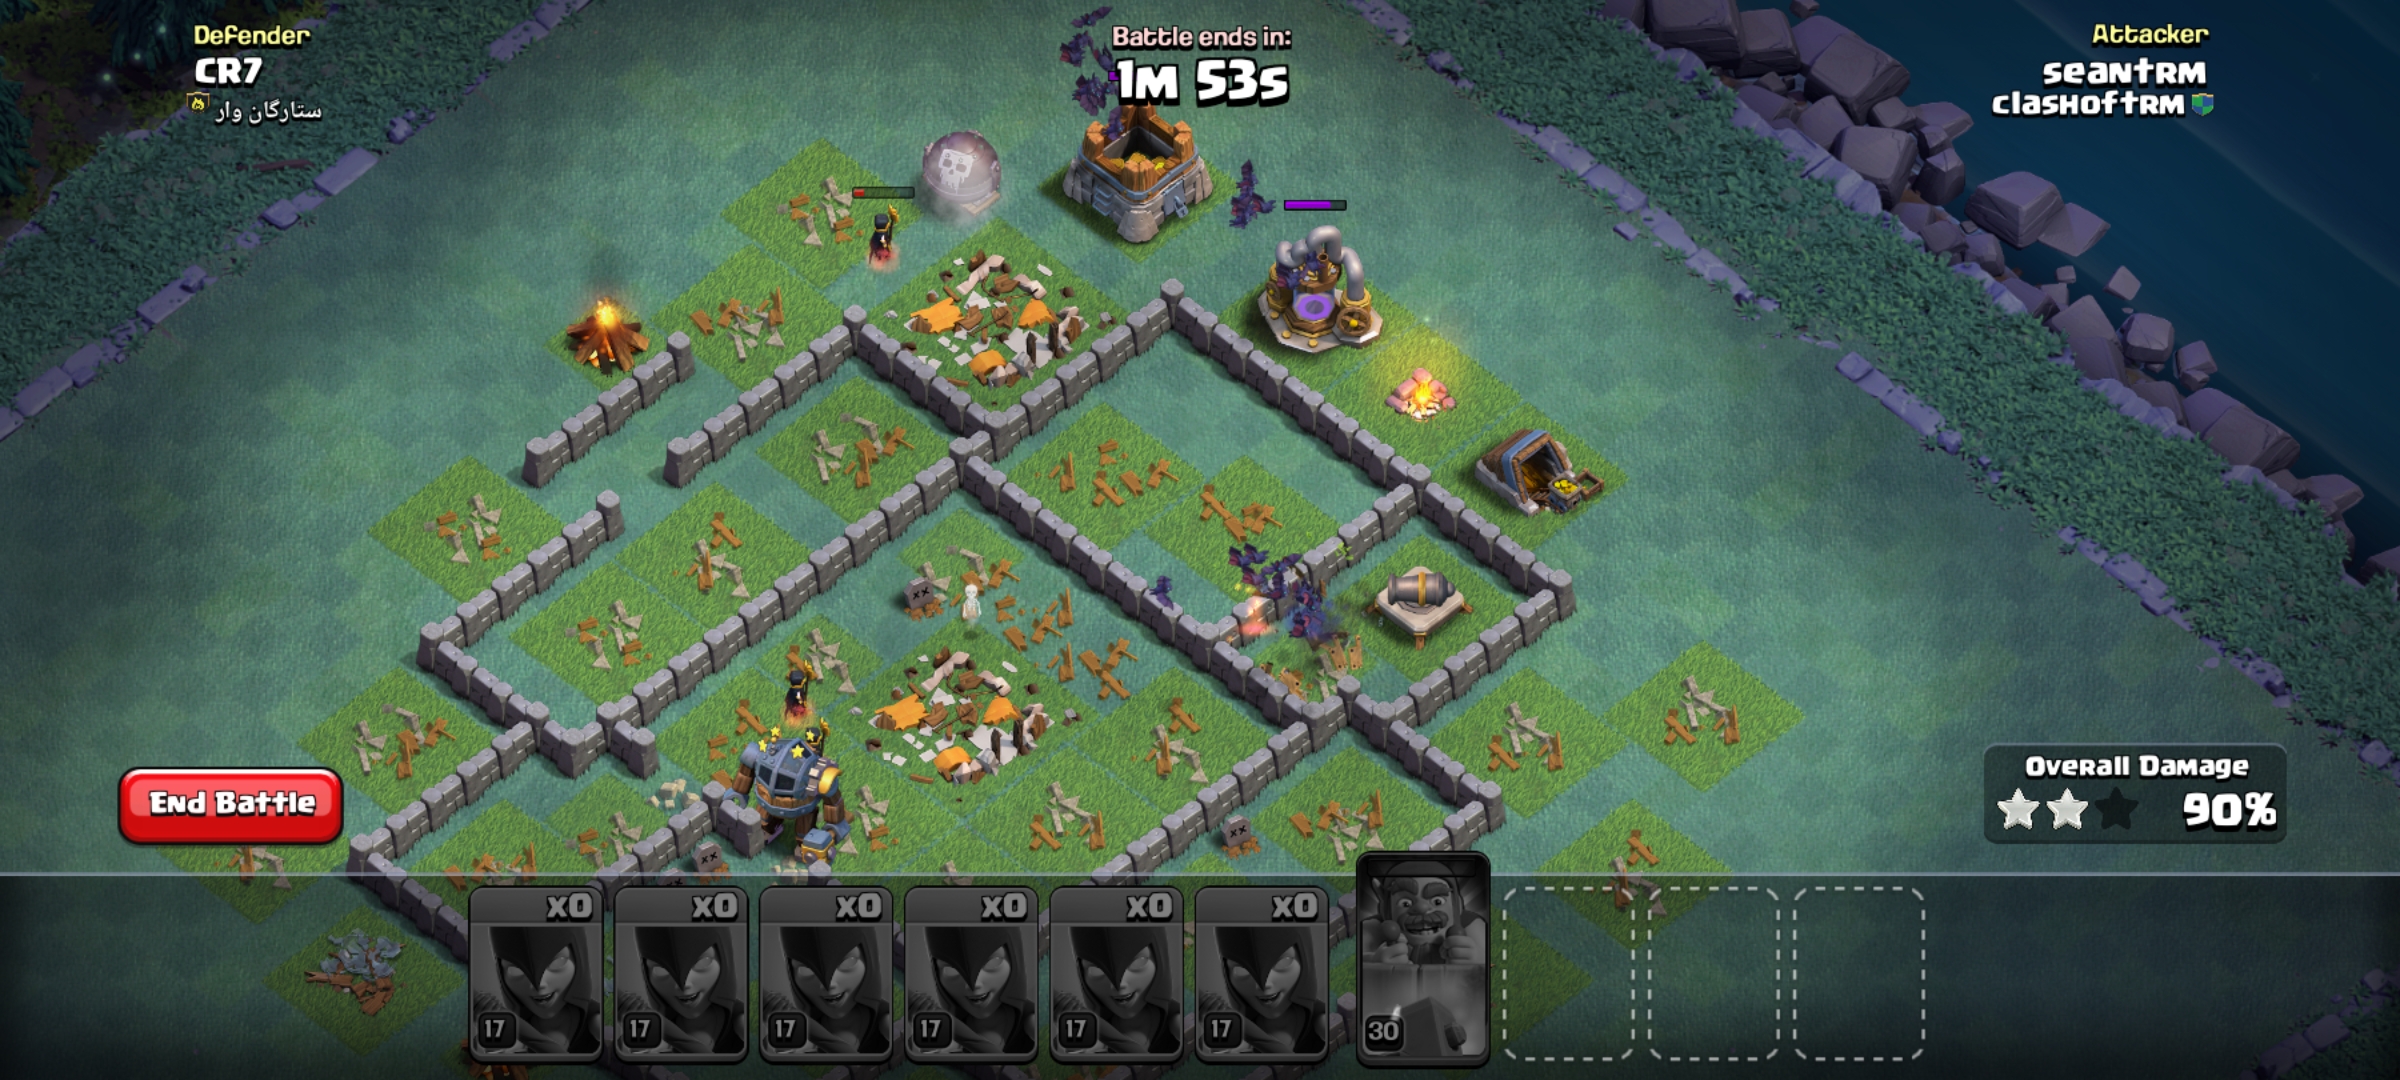 Defender
CR7
ستارگان وار
Battle ends in:
1M 53s
Attacker
seantRM
clashoftRM
End Battle
Overall Damage
90%
x0 x0 x0 x0 x0 x0
17 17 17 17 17 17 30